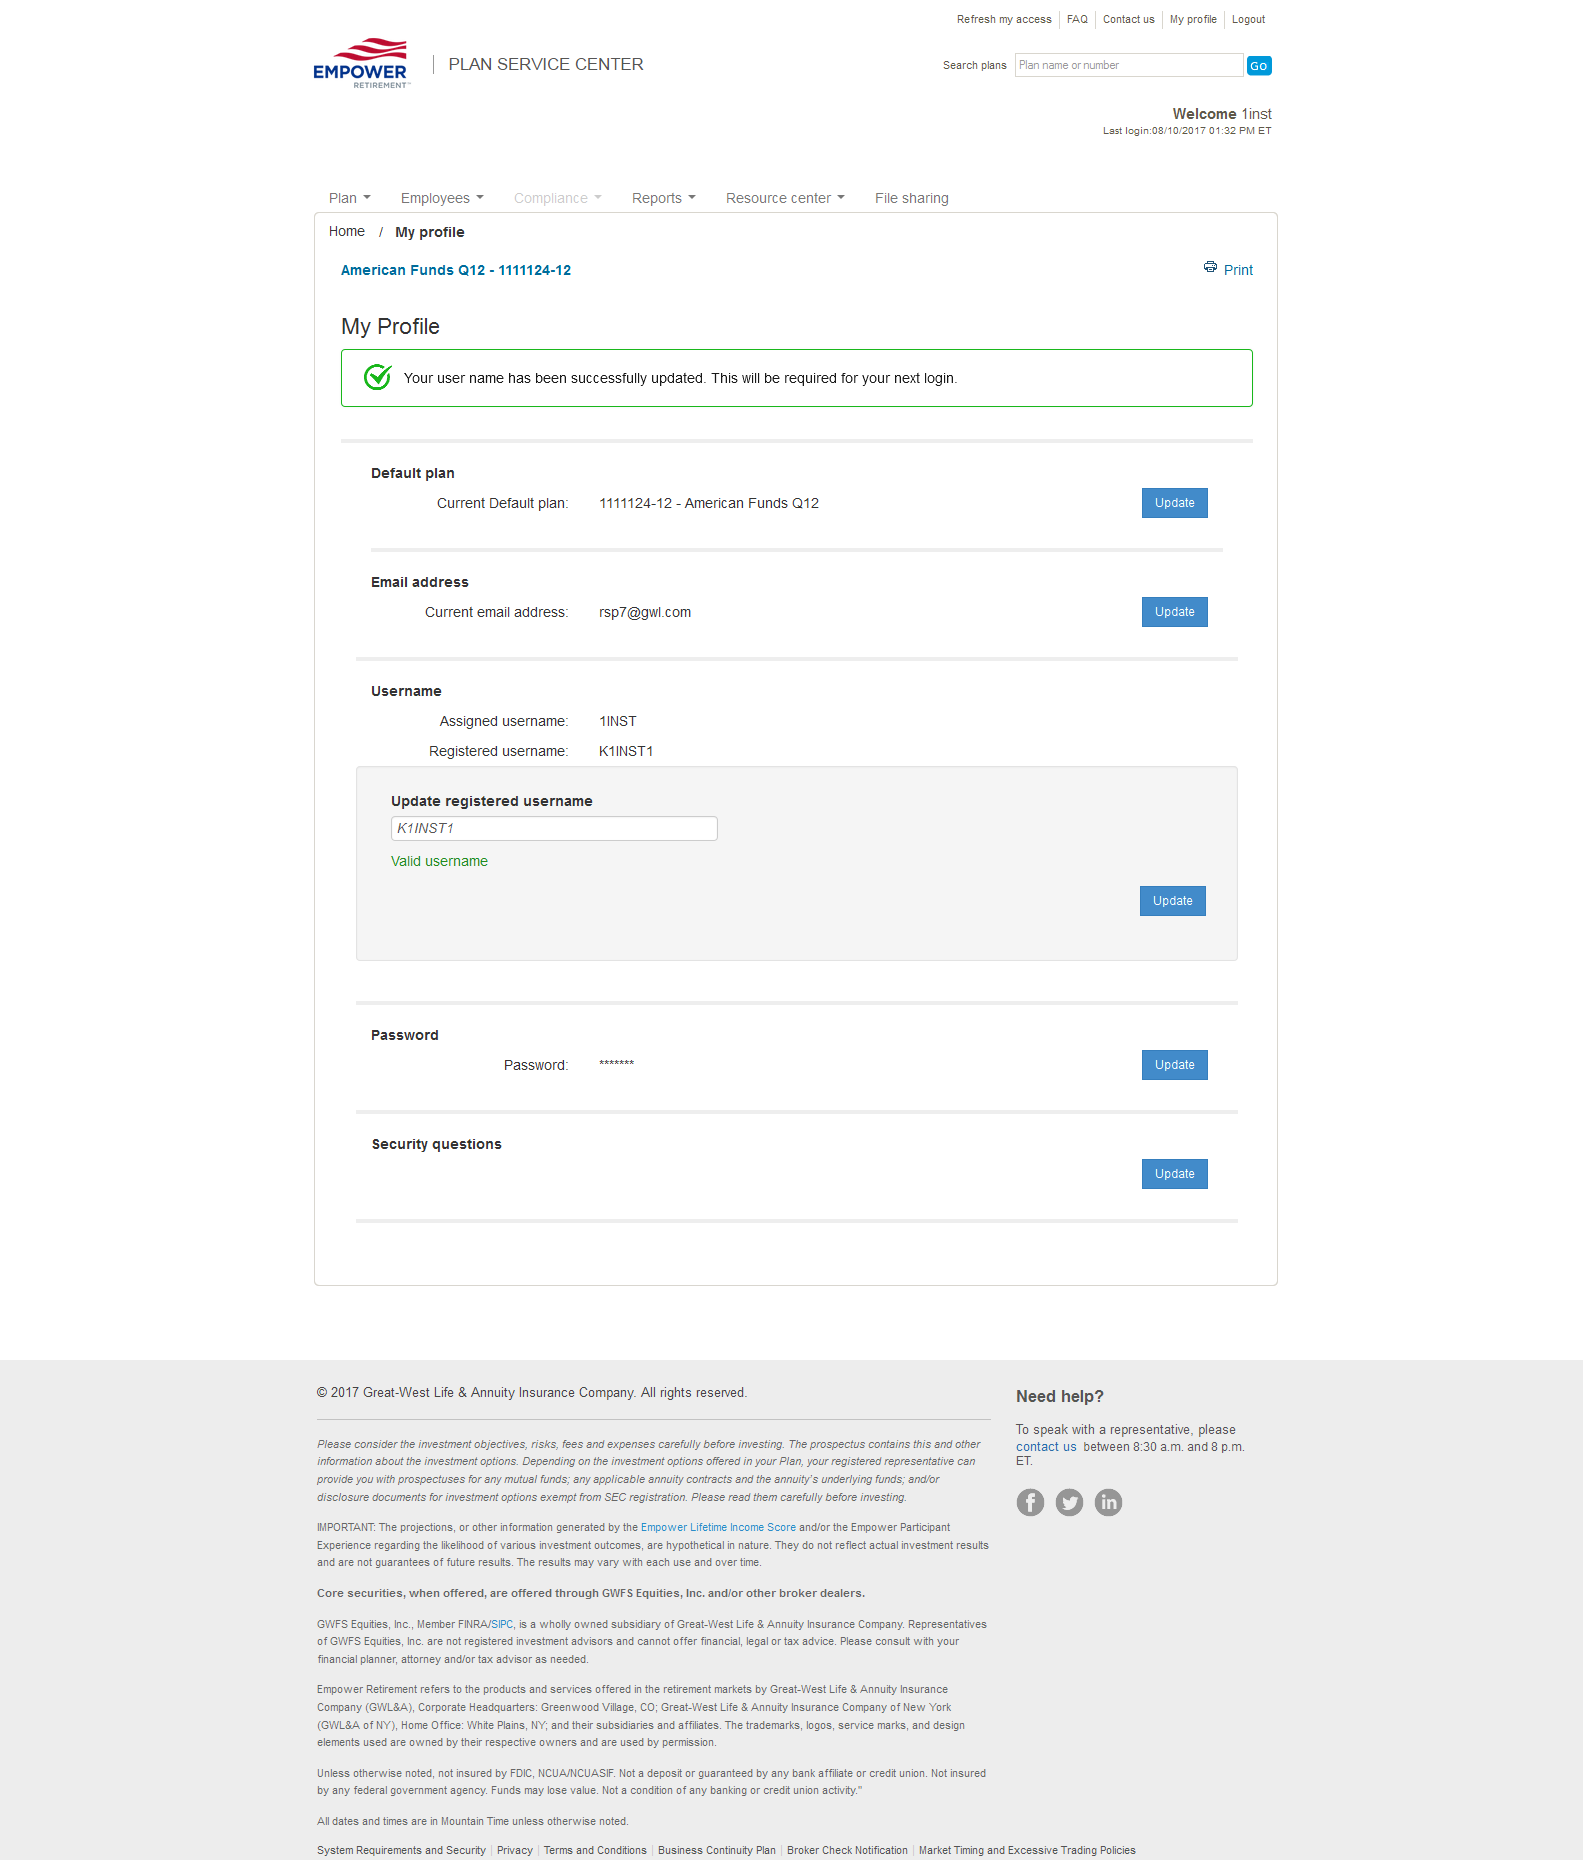 Refresh my access | FAQ | Contact us | My profile | Logout
EMPOWER
RETIREMENT™
PLAN SERVICE CENTER
Search plans Plan name or number Go
Welcome 1inst
Last login:08/10/2017 01:32 PM ET
Plan Employees Compliance Reports Resource center File sharing
Home / My profile
American Funds Q12 - 1111124-12 Print
My Profile
Your user name has been successfully updated. This will be required for your next login.
Default plan
Current Default plan: 1111124-12 - American Funds Q12 Update
Email address
Current email address: rsp7@gwl.com Update
Username
Assigned username: 1INST
Registered username: K1INST1
Update registered username
K1INST1
Valid username
Update
Password
Password: ******* Update
Security questions
Update
© 2017 Great-West Life & Annuity Insurance Company. All rights reserved.
Please consider the investment objectives, risks, fees and expenses carefully before investing. The prospectus contains this and other
information about the investment options. Depending on the investment options offered in your Plan, your registered representative can
provide you with prospectuses for any mutual funds; any applicable annuity contracts and the annuity's underlying funds; and/or
disclosure documents for investment options exempt from SEC registration. Please read them carefully before investing.
IMPORTANT: The projections, or other information generated by the Empower Lifetime Income Score and/or the Empower Participant
Experience regarding the likelihood of various investment outcomes, are hypothetical in nature. They do not reflect actual investment results
and are not guarantees of future results. The results may vary with each use and over time.
Core securities, when offered, are offered through GWFS Equities, Inc. and/or other broker dealers.
GWFS Equities, Inc., Member FINRA/SIPC, is a wholly owned subsidiary of Great-West Life & Annuity Insurance Company. Representatives
of GWFS Equities, Inc. are not registered investment advisors and cannot offer financial, legal or tax advice. Please consult with your
financial planner, attorney and/or tax advisor as needed.
Empower Retirement refers to the products and services offered in the retirement markets by Great-West Life & Annuity Insurance
Company (GWL&A), Corporate Headquarters: Greenwood Village, CO; Great-West Life & Annuity Insurance Company of New York
(GWL&A of NY), Home Office: White Plains, NY; and their subsidiaries and affiliates. The trademarks, logos, service marks, and design
elements used are owned by their respective owners and are used by permission.
Unless otherwise noted, not insured by FDIC, NCUA/NCUASIF. Not a deposit or guaranteed by any bank affiliate or credit union. Not insured
by any federal government agency. Funds may lose value. Not a condition of any banking or credit union activity."
All dates and times are in Mountain Time unless otherwise noted.
System Requirements and Security | Privacy | Terms and Conditions | Business Continuity Plan | Broker Check Notification | Market Timing and Excessive Trading Policies
Need help?
To speak with a representative, please
contact us between 8:30 a.m. and 8 p.m.
ET.
f in